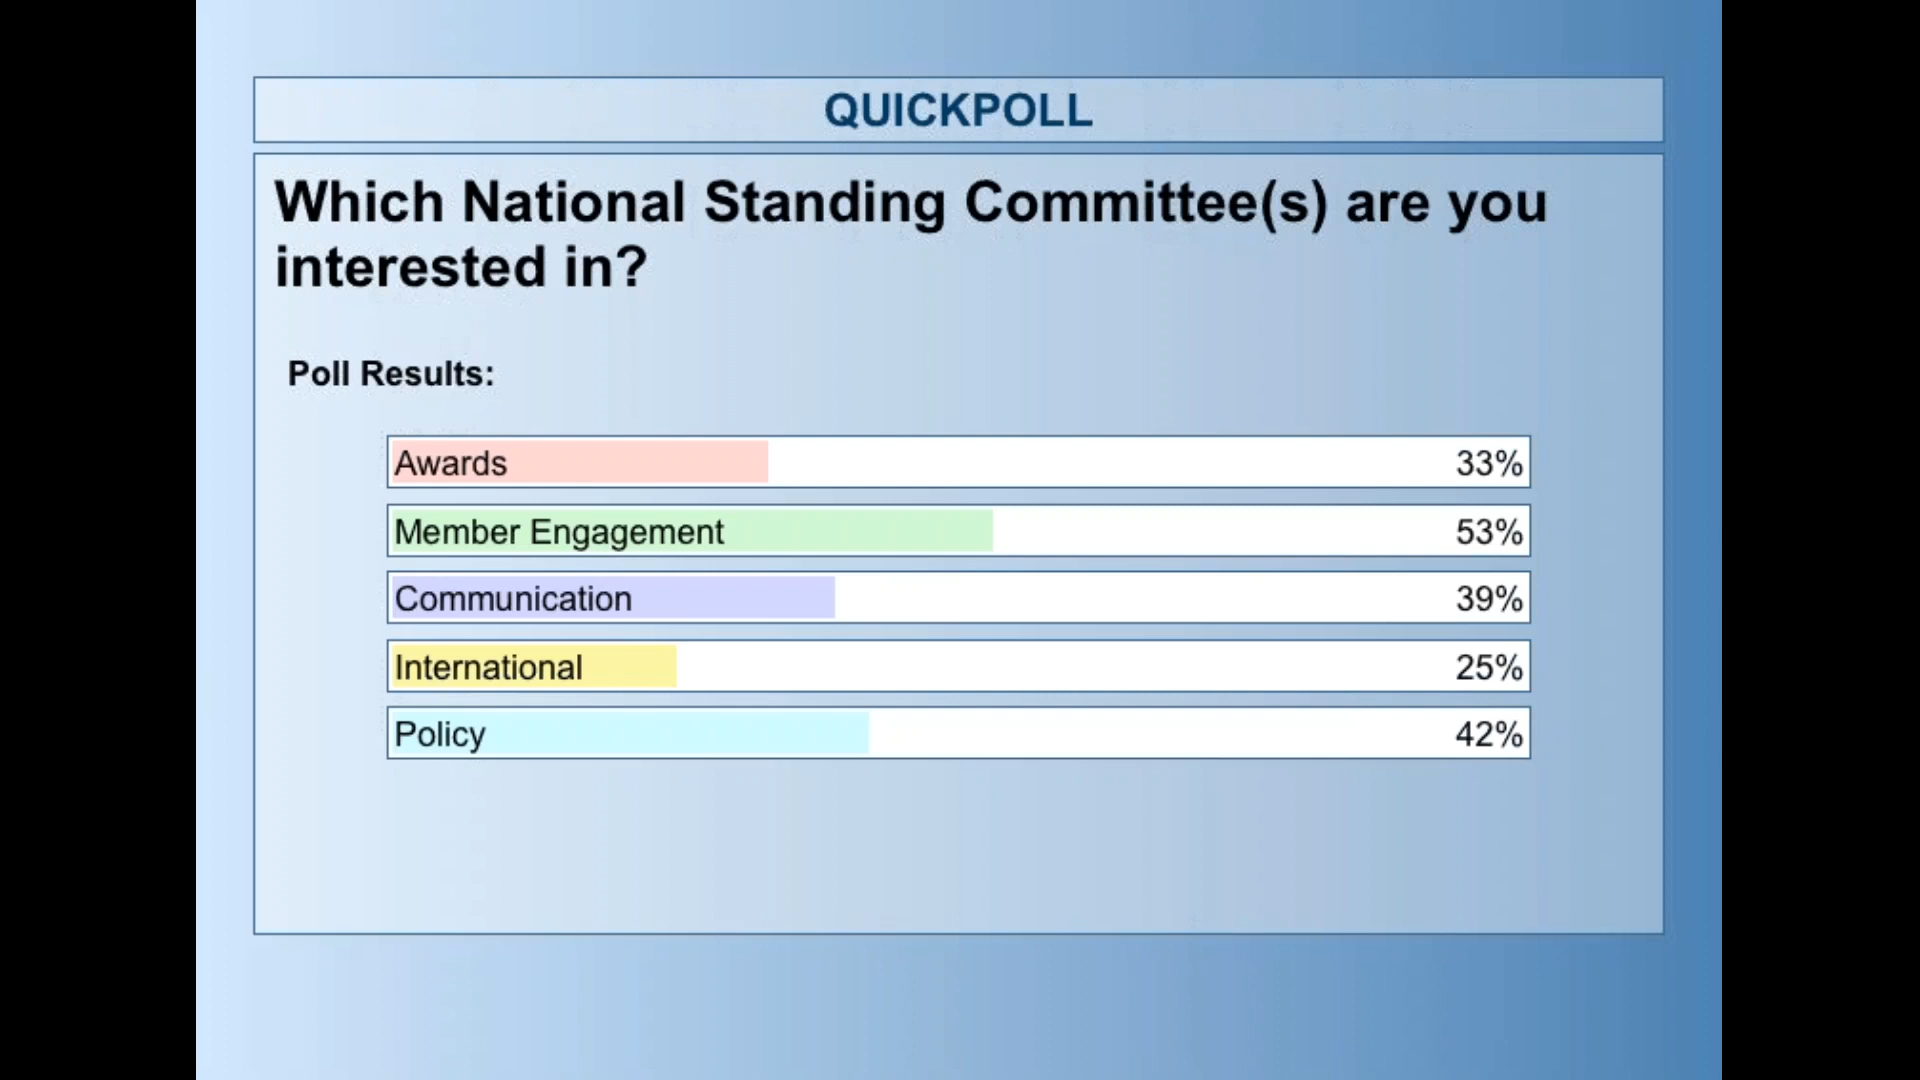 QUICKPOLL
Which National Standing Committee(s) are you
interested in?
Poll Results:
Awards 33%
Member Engagement 53%
Communication 39%
International 25%
Policy 42%